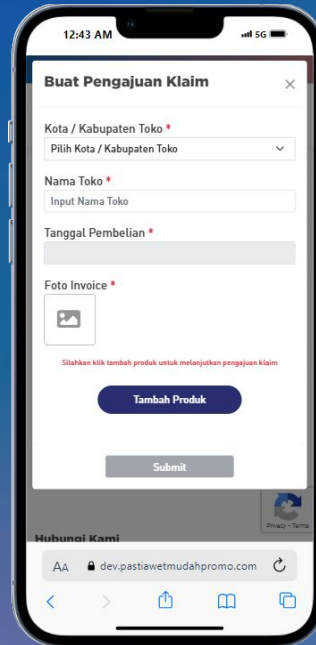 12:43 AM
5G
Buat Pengajuan Klaim
×
Kota / Kabupaten Toko *
Pilih Kota / Kabupaten Toko
Nama Toko *
Input Nama Toko
Tanggal Pembelian *
Foto Invoice *
Silahkan klik tambah produk untuk melanjutkan pengajuan klaim
Tambah Produk
Submit
Privacy - Terms
Hubungi Kami
AA dev.pastiawetmudahpromo.com